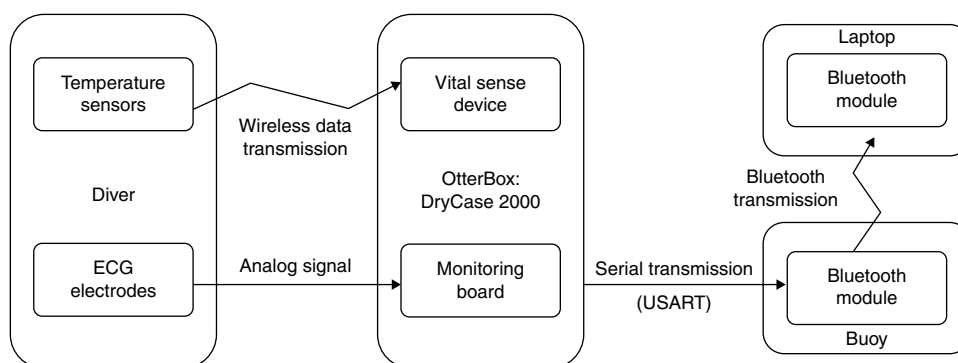 Temperature
sensors
Diver
ECG
electrodes
Wireless data
transmission
Analog signal
Vital sense
device
OtterBox:
DryCase 2000
Monitoring
board
Serial transmission
(USART)
Laptop
Bluetooth
module
Bluetooth
transmission
Bluetooth
module
Buoy